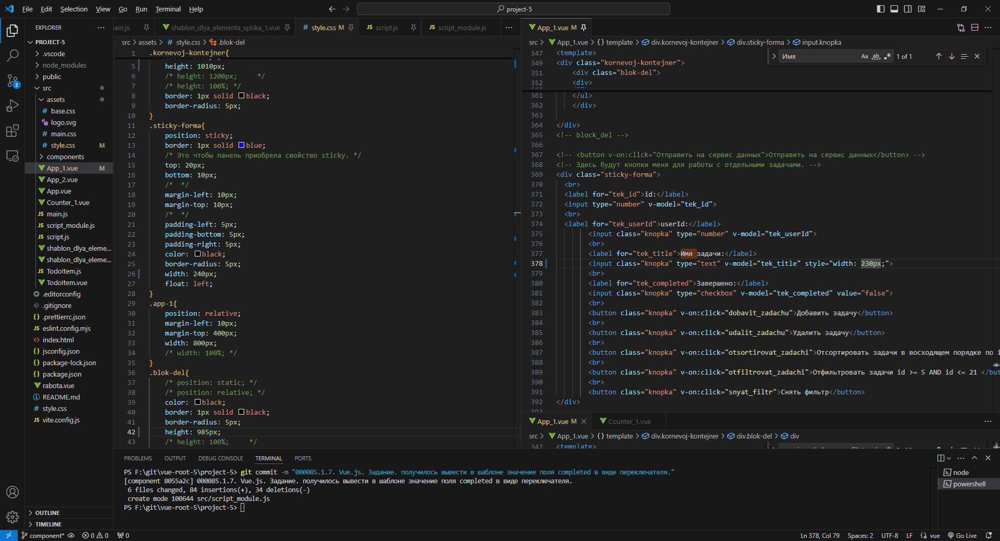 File Edit Selection View Go Run Terminal Help
project-5
EXPLORER
PROJECT-5
.vscode
node_modules
public
src
assets
base.css
logo.svg
main.css
style.css M
components
App_1.vue M
App_2.vue
App.vue
Counter_1.vue
main.js
script_module.js
script.js
shablon_dlya_eleme...
shablon_dlya_eleme...
TodoItem.js
TodoItem.vue
.editorconfig
.gitignore
.prettierrc.json
eslint.config.mjs
index.html
jsconfig.json
package-lock.json
package.json
rabota.vue
README.md
style.css
vite.config.js
OUTLINE
TIMELINE
2
ain.js shablon_dlya_elementa_spiska_1.vue style.css M script.js script_module.js
src > assets > # style.css > .blok-del
1 .kornevoj-kontejner{
5 height: 1010px;
6 /* height: 1200px; */
7 /* height: 100%; */
8 border: 1px solid black;
9 border-radius: 5px;
10 }
11 .sticky-forma{
12 position: sticky;
13 border: 1px solid blue;
14 /* Это чтобы панель приобрела свойство sticky. */
15 top: 20px;
16 bottom: 10px;
17 /* */
18 margin-left: 10px;
19 margin-top: 10px;
20 /* */
21 padding-left: 5px;
22 padding-bottom: 5px;
23 padding-right: 5px;
24 color: black;
25 border-radius: 5px;
26 width: 240px;
27 float: left;
28 }
29 .app-1{
30 position: relative;
31 margin-left: 10px;
32 margin-top: 400px;
33 width: 800px;
34 /* width: 100%; */
35 }
36 .blok-del{
37 /* position: static; */
38 /* position: relative; */
39 color: black;
40 border: 1px solid black;
41 border-radius: 5px;
42 height: 985px;
43 /* height: 100%; */
App_1.vue M
src > App_1.vue > {} template > div.kornevoj-kontejner > div.sticky-forma > input.knopka
Имя Aa ab .* 1 of 1
347 <template>
349 <div class="kornevoj-kontejner">
351 <div class="blok-del">
352 <div>
361 </ul>
362 </div>
363
364 </div>
365 <!-- block_del -->
366
367 <!-- <button v-on:click="Отправить на сервис данных">Отправить на сервис данных</button> -->
368 <!-- Здесь будут кнопки меня для работы с отдельными задачами. -->
369 <div class="sticky-forma">
370 <br>
371 <label for="tek_id">id:</label>
372 <input type="number" v-model="tek_id">
373 <br>
374 <label for="tek_userId">userId:</label>
375 <input class="knopka" type="number" v-model="tek_userId">
376 <br>
377 <label for="tek_title">Имя задачи:</label>
378 <input class="knopka" type="text" v-model="tek_title" style="width: 230px;">
379 <br>
380 <label for="tek_completed">Завершено:</label>
381 <input class="knopka" type="checkbox" v-model="tek_completed" value="false">
382 <br>
383 <button class="knopka" v-on:click="dobavit_zadachu">Добавить задачу</button>
384 <br>
385 <button class="knopka" v-on:click="udalit_zadachu">Удалить задачу</button>
386 <br>
387 <button class="knopka" v-on:click="otsortirovat_zadachi">Отсортировать задачи в восходящем порядке по i
388 <br>
389 <button class="knopka" v-on:click="otfiltrovat_zadachi">Отфильтровать задачи id >= 5 AND id <= 21 </but
390 <br>
391 <button class="knopka" v-on:click="snyat_filtr">Снять фильтр</button>
392 </div>
393
App_1.vue M Counter_1.vue
src > App_1.vue > {} template > div.kornevoj-kontejner > div.blok-del > div
347 <template>
PROBLEMS OUTPUT DEBUG CONSOLE TERMINAL PORTS
PS F:\git\vue-root-5\project-5> git commit -m "000085.1.7. Vue.js. Задание. получилось вывести в шаблоне значение поля completed в виде переключателя."
[component 8055a2c] 000085.1.7. Vue.js. Задание. получилось вывести в шаблоне значение поля completed в виде переключателя.
6 files changed, 84 insertions(+), 34 deletions(-)
create mode 100644 src/script_module.js
PS F:\git\vue-root-5\project-5>
node
powershell
component* 0 0 0 Ln 378, Col 79 Spaces: 2 UTF-8 LF vue Go Live